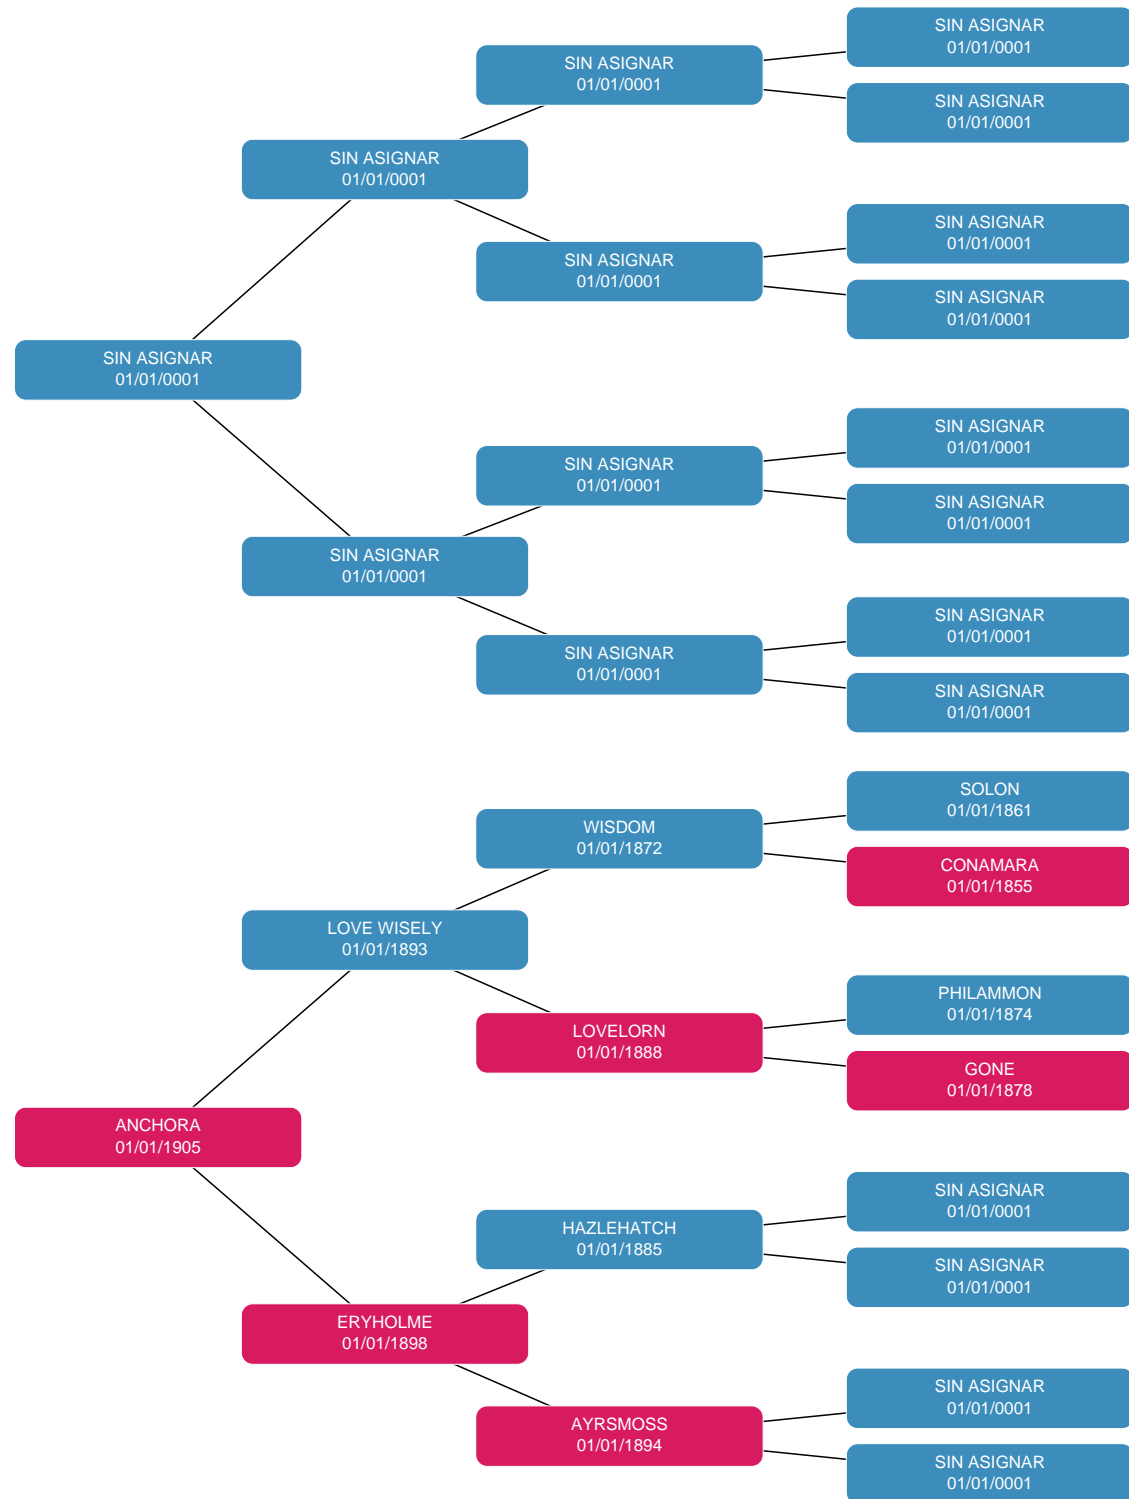 SIN ASIGNAR
01/01/0001
SIN ASIGNAR
01/01/0001
SIN ASIGNAR
01/01/0001
SIN ASIGNAR
01/01/0001
SIN ASIGNAR
01/01/0001
SIN ASIGNAR
01/01/0001
SIN ASIGNAR
01/01/0001
SIN ASIGNAR
01/01/0001
SIN ASIGNAR
01/01/0001
SIN ASIGNAR
01/01/0001
SIN ASIGNAR
01/01/0001
SIN ASIGNAR
01/01/0001
SIN ASIGNAR
01/01/0001
SIN ASIGNAR
01/01/0001
SIN ASIGNAR
01/01/0001
SOLON
01/01/1861
WISDOM
01/01/1872
CONAMARA
01/01/1855
LOVE WISELY
01/01/1893
PHILAMMON
01/01/1874
LOVELORN
01/01/1888
GONE
01/01/1878
ANCHORA
01/01/1905
SIN ASIGNAR
01/01/0001
HAZLEHATCH
01/01/1885
SIN ASIGNAR
01/01/0001
ERYHOLME
01/01/1898
SIN ASIGNAR
01/01/0001
AYRSMOSS
01/01/1894
SIN ASIGNAR
01/01/0001